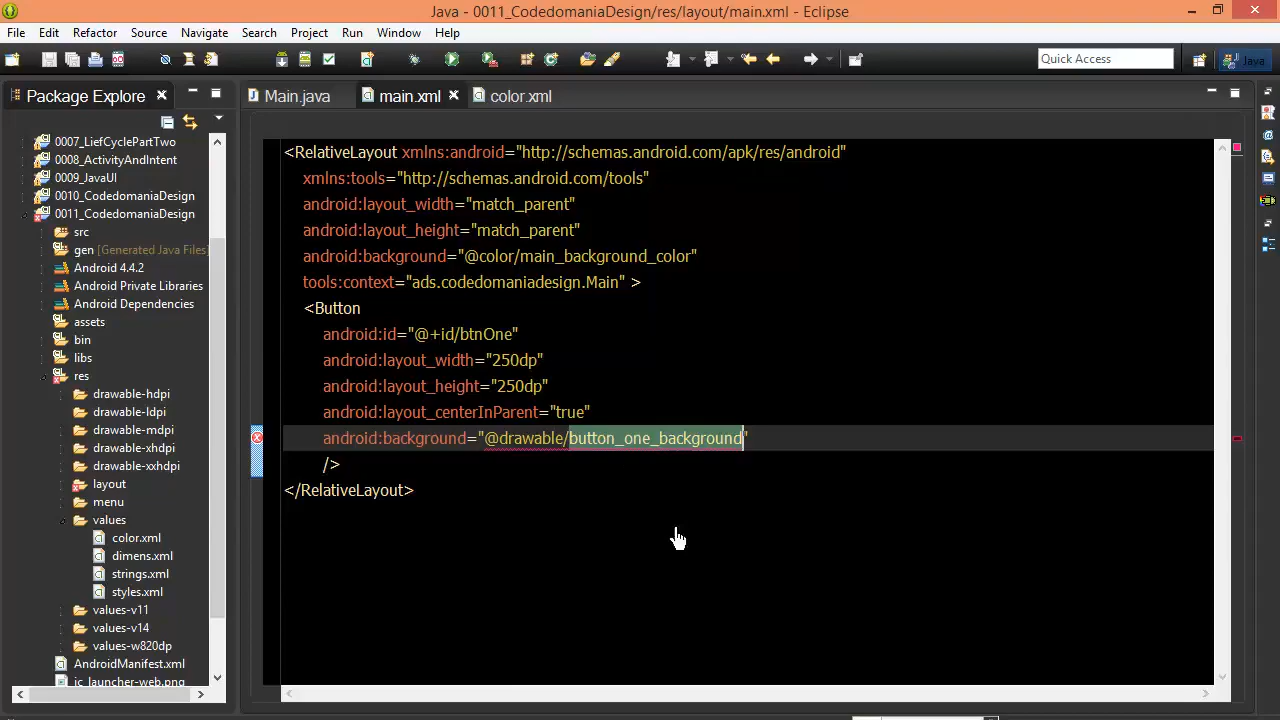 Java - 0011_CodedomaniaDesign/res/layout/main.xml - Eclipse
File Edit Refactor Source Navigate Search Project Run Window Help
Quick Access
Java
Package Explore
Main.java
main.xml
color.xml
0007_LiefCyclePartTwo
0008_ActivityAndIntent
0009_JavaUI
0010_CodedomaniaDesign
0011_CodedomaniaDesign
src
gen [Generated Java Files]
Android 4.4.2
Android Private Libraries
Android Dependencies
assets
bin
libs
res
drawable-hdpi
drawable-ldpi
drawable-mdpi
drawable-xhdpi
drawable-xxhdpi
layout
menu
values
color.xml
dimens.xml
strings.xml
styles.xml
values-v11
values-v14
values-w820dp
AndroidManifest.xml
ic_launcher-web.png
<RelativeLayout xmlns:android="http://schemas.android.com/apk/res/android"
xmlns:tools="http://schemas.android.com/tools"
android:layout_width="match_parent"
android:layout_height="match_parent"
android:background="@color/main_background_color"
tools:context="ads.codedomaniadesign.Main" >
<Button
android:id="@+id/btnOne"
android:layout_width="250dp"
android:layout_height="250dp"
android:layout_centerInParent="true"
android:background="@drawable/button_one_background"
/>
</RelativeLayout>